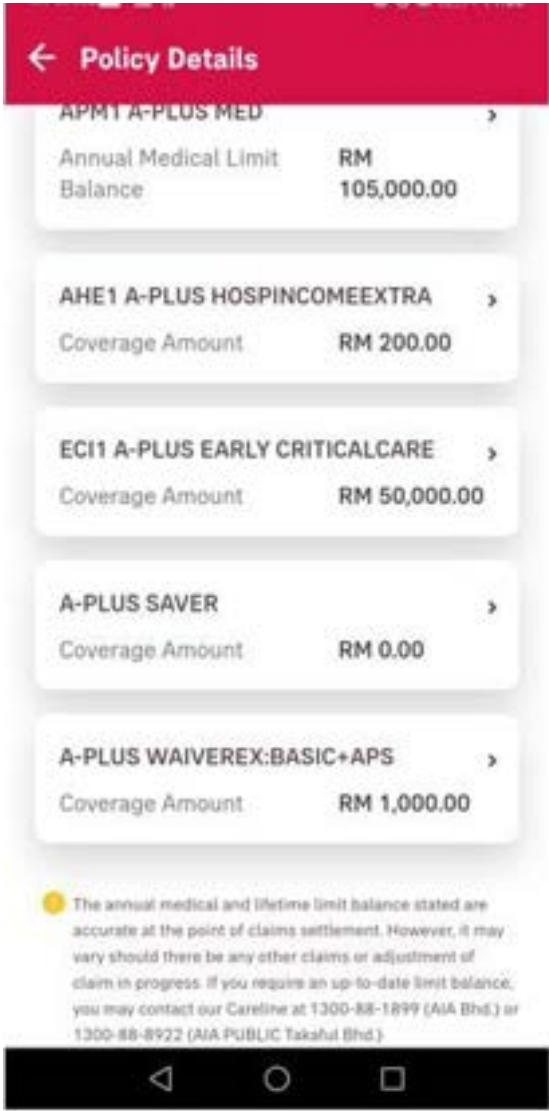 Policy Details
APM1 A-PLUS MED
Annual Medical Limit RM
Balance 105,000.00
AHE1 A-PLUS HOSPINCOMEEXTRA
Coverage Amount RM 200.00
ECI1 A-PLUS EARLY CRITICALCARE
Coverage Amount RM 50,000.00
A-PLUS SAVER
Coverage Amount RM 0.00
A-PLUS WAIVEREX:BASIC+APS
Coverage Amount RM 1,000.00
The annual medical and lifetime limit balance stated are
accurate at the point of claims settlement. However, it may
vary should there be any other claims or adjustment of
claim in progress. If you require an up-to-date limit balance,
you may contact our Careline at 1300-88-1899 (AIA Bhd.) or
1300-88-8922 (AIA PUBLIC Takaful Bhd.)